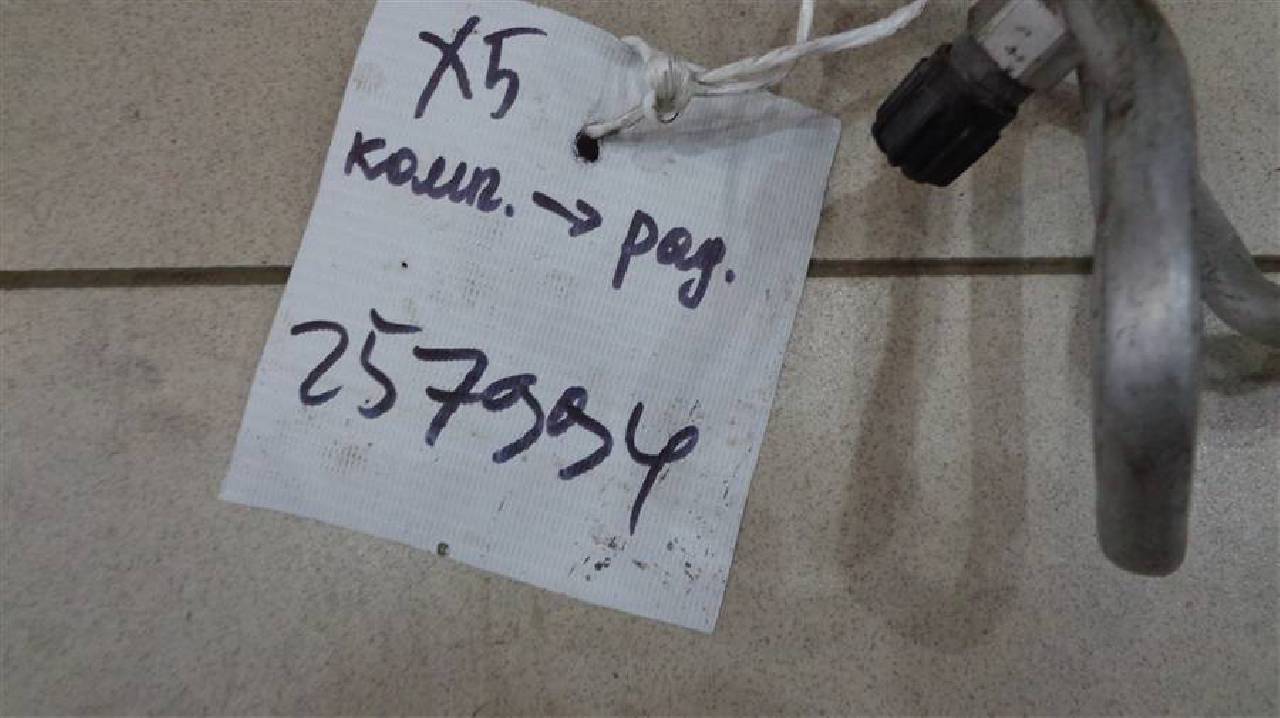 X5
комп. → рад.
257994